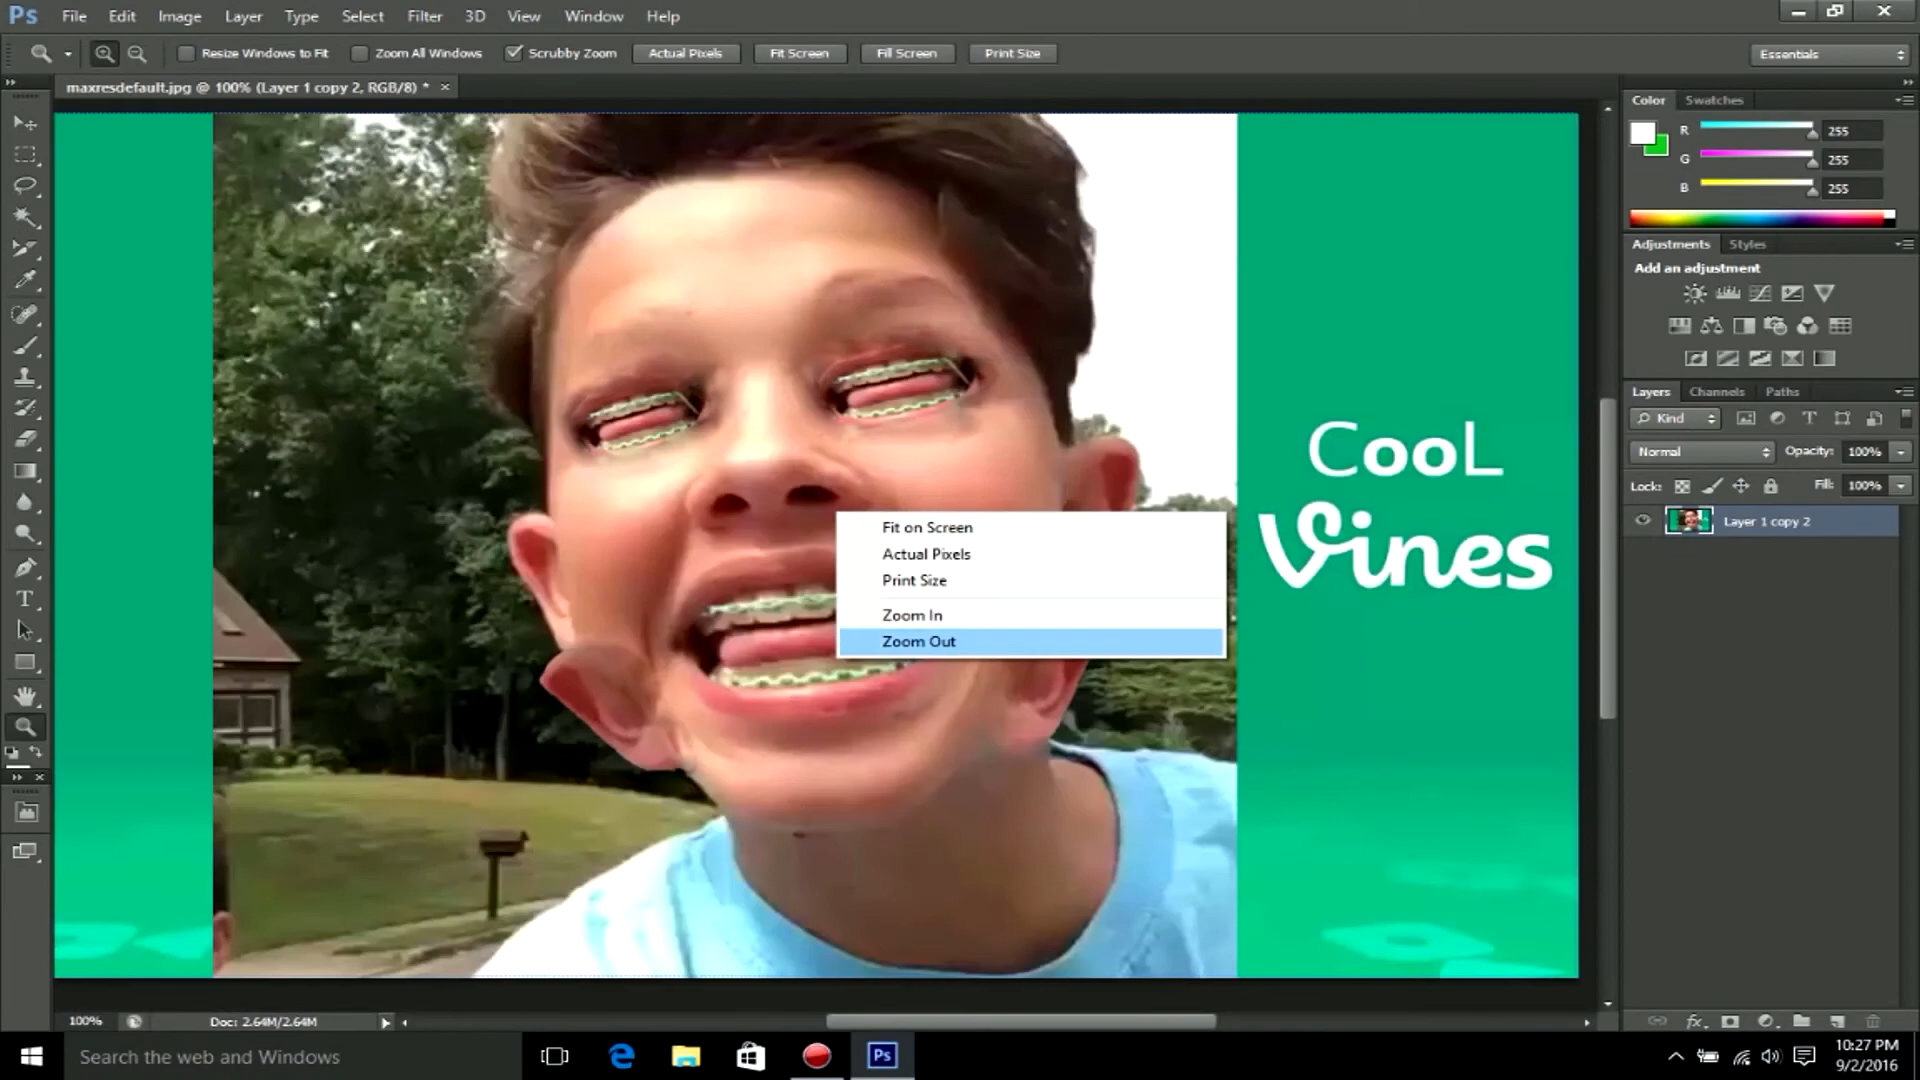 Ps File Edit Image Layer Type Select Filter 3D View Window Help
Resize Windows to Fit Zoom All Windows Scrubby Zoom Actual Pixels Fit Screen Fill Screen Print Size Essentials
maxresdefault.jpg @ 100% (Layer 1 copy 2, RGB/8) *
Color Swatches
R 255
G 255
B 255
Adjustments Styles
Add an adjustment
Layers Channels Paths
Kind
Normal Opacity: 100%
Lock: Fill: 100%
Layer 1 copy 2
CooL
Vines
Fit on Screen
Actual Pixels
Print Size
Zoom In
Zoom Out
100% Doc: 2.64M/2.64M
Search the web and Windows
Ps
10:27 PM
9/2/2016